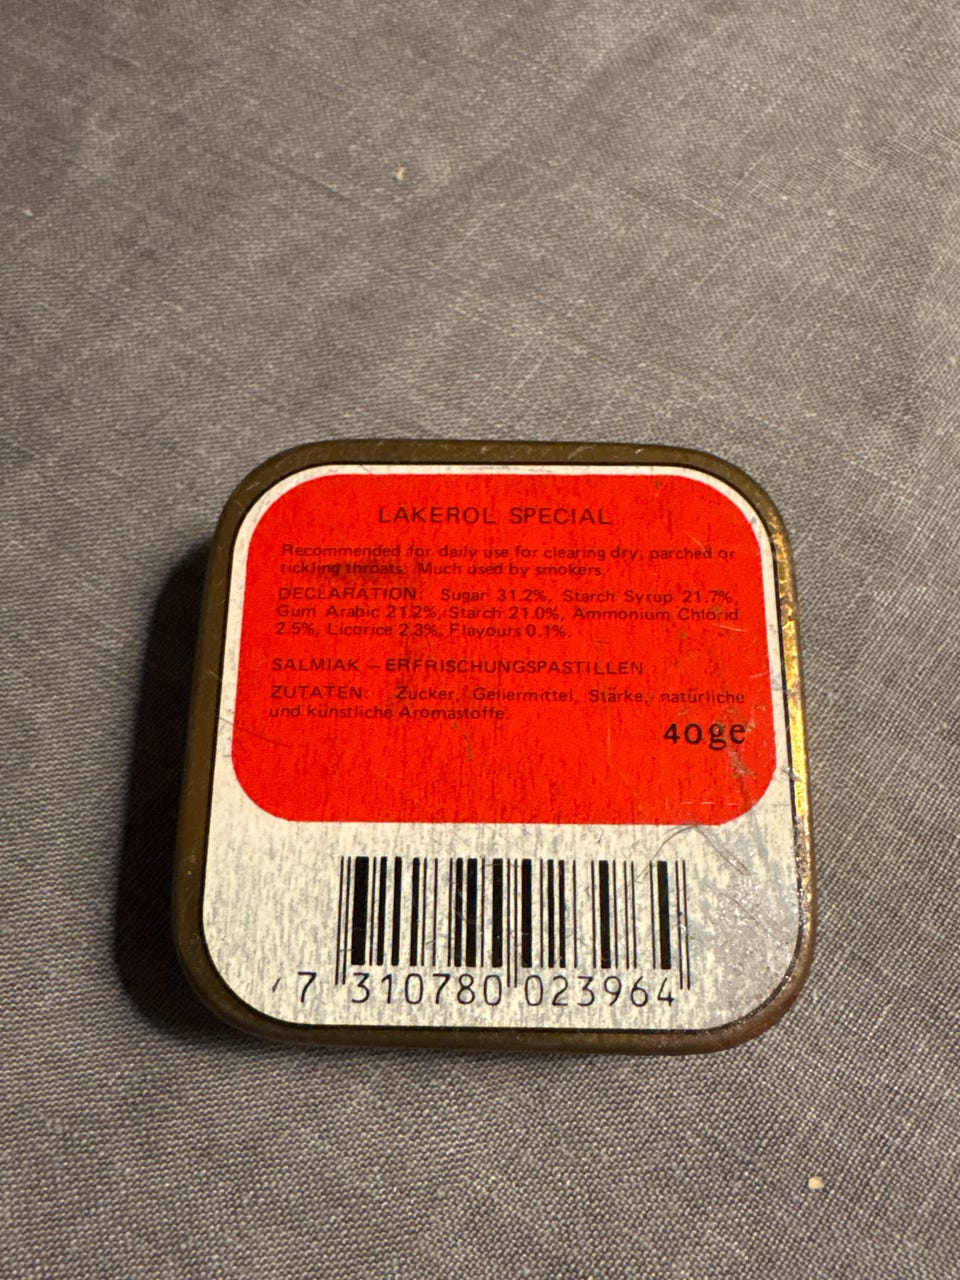 LAKEROL SPECIAL
Recommended for daily use for clearing dry, parched or
tickling throats. Much used by smokers.
DECLARATION: Sugar 31.2%, Starch Syrup 21.7%,
Gum Arabic 21.2%, Starch 21.0%, Ammonium Chlorid
2.5%, Licorice 2.3%, Flavours 0.1%.
SALMIAK – ERFRISCHUNGSPASTILLEN
ZUTATEN: Zucker, Geliermittel, Stärke, natürliche
und künstliche Aromastoffe.
40ge
7 310780 023964